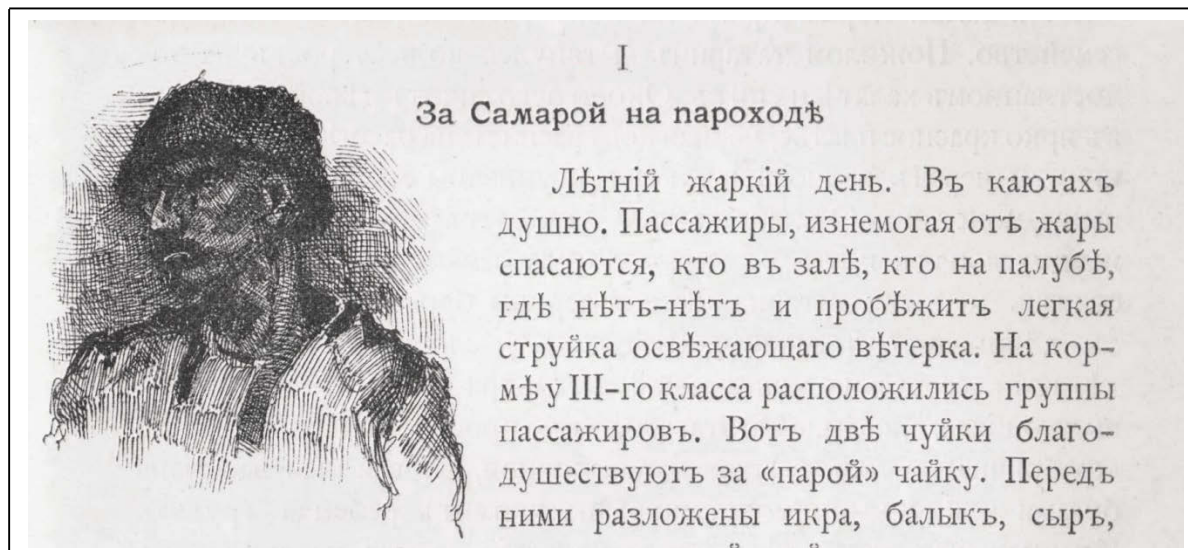 I
За Самарой на пароходѣ
Лѣтній жаркій день. Въ каютахъ
душно. Пассажиры, изнемогая отъ жары
спасаются, кто въ залѣ, кто на палубѣ,
гдѣ нѣтъ-нѣтъ и пробѣжитъ легкая
струйка освѣжающаго вѣтерка. На кор-
мѣ у III-го класса расположились группы
пассажировъ. Вотъ двѣ чуйки благо-
душествуютъ за «парой» чайку. Передъ
ними разложены икра, балыкъ, сыръ,